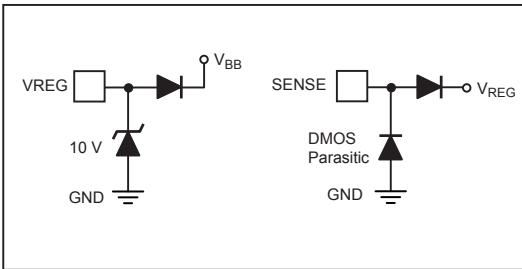 VREG
VBB
10 V
GND
SENSE
VREG
DMOS
Parasitic
GND